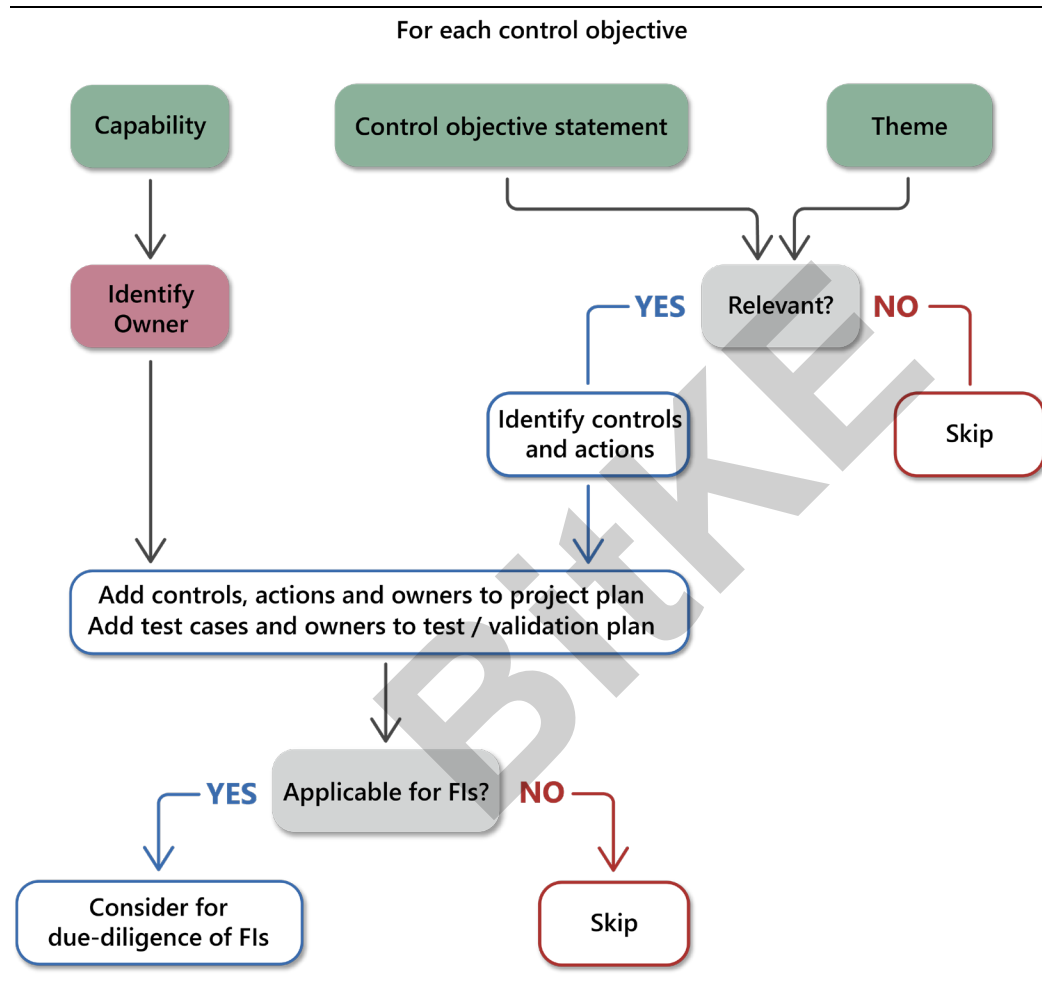 For each control objective
Capability
Control objective statement
Theme
Identify
Owner
YES
Relevant?
NO
Identify controls
and actions
Skip
Add controls, actions and owners to project plan
Add test cases and owners to test / validation plan
YES
Applicable for FIs?
NO
Consider for
due-diligence of FIs
Skip
BitKE